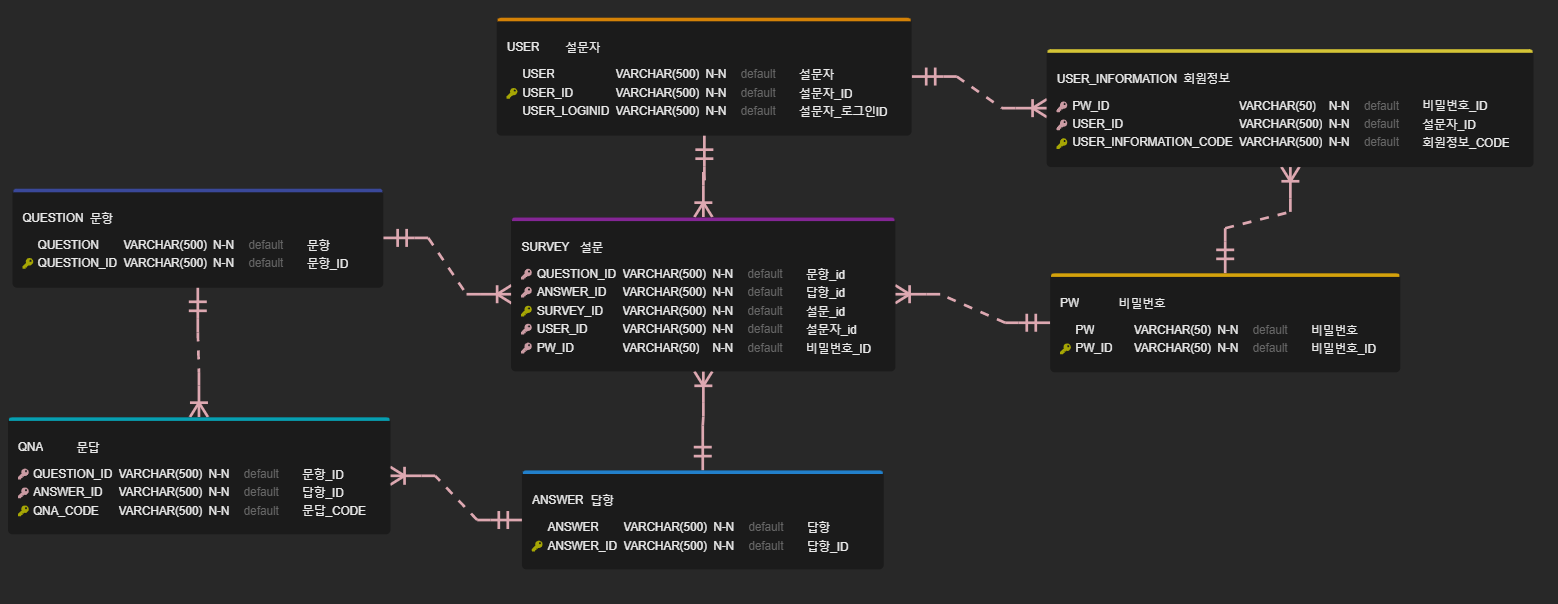 USER 설문자
USER VARCHAR(500) N-N default 설문자
USER_ID VARCHAR(500) N-N default 설문자_ID
USER_LOGINID VARCHAR(500) N-N default 설문자_로그인ID
USER_INFORMATION 회원정보
PW_ID VARCHAR(50) N-N default 비밀번호_ID
USER_ID VARCHAR(500) N-N default 설문자_ID
USER_INFORMATION_CODE VARCHAR(500) N-N default 회원정보_CODE
QUESTION 문항
QUESTION VARCHAR(500) N-N default 문항
QUESTION_ID VARCHAR(500) N-N default 문항_ID
SURVEY 설문
QUESTION_ID VARCHAR(500) N-N default 문항_id
ANSWER_ID VARCHAR(500) N-N default 답항_id
SURVEY_ID VARCHAR(500) N-N default 설문_id
USER_ID VARCHAR(500) N-N default 설문자_id
PW_ID VARCHAR(50) N-N default 비밀번호_ID
PW 비밀번호
PW VARCHAR(50) N-N default 비밀번호
PW_ID VARCHAR(50) N-N default 비밀번호_ID
QNA 문답
QUESTION_ID VARCHAR(500) N-N default 문항_ID
ANSWER_ID VARCHAR(500) N-N default 답항_ID
QNA_CODE VARCHAR(500) N-N default 문답_CODE
ANSWER 답항
ANSWER VARCHAR(500) N-N default 답항
ANSWER_ID VARCHAR(500) N-N default 답항_ID